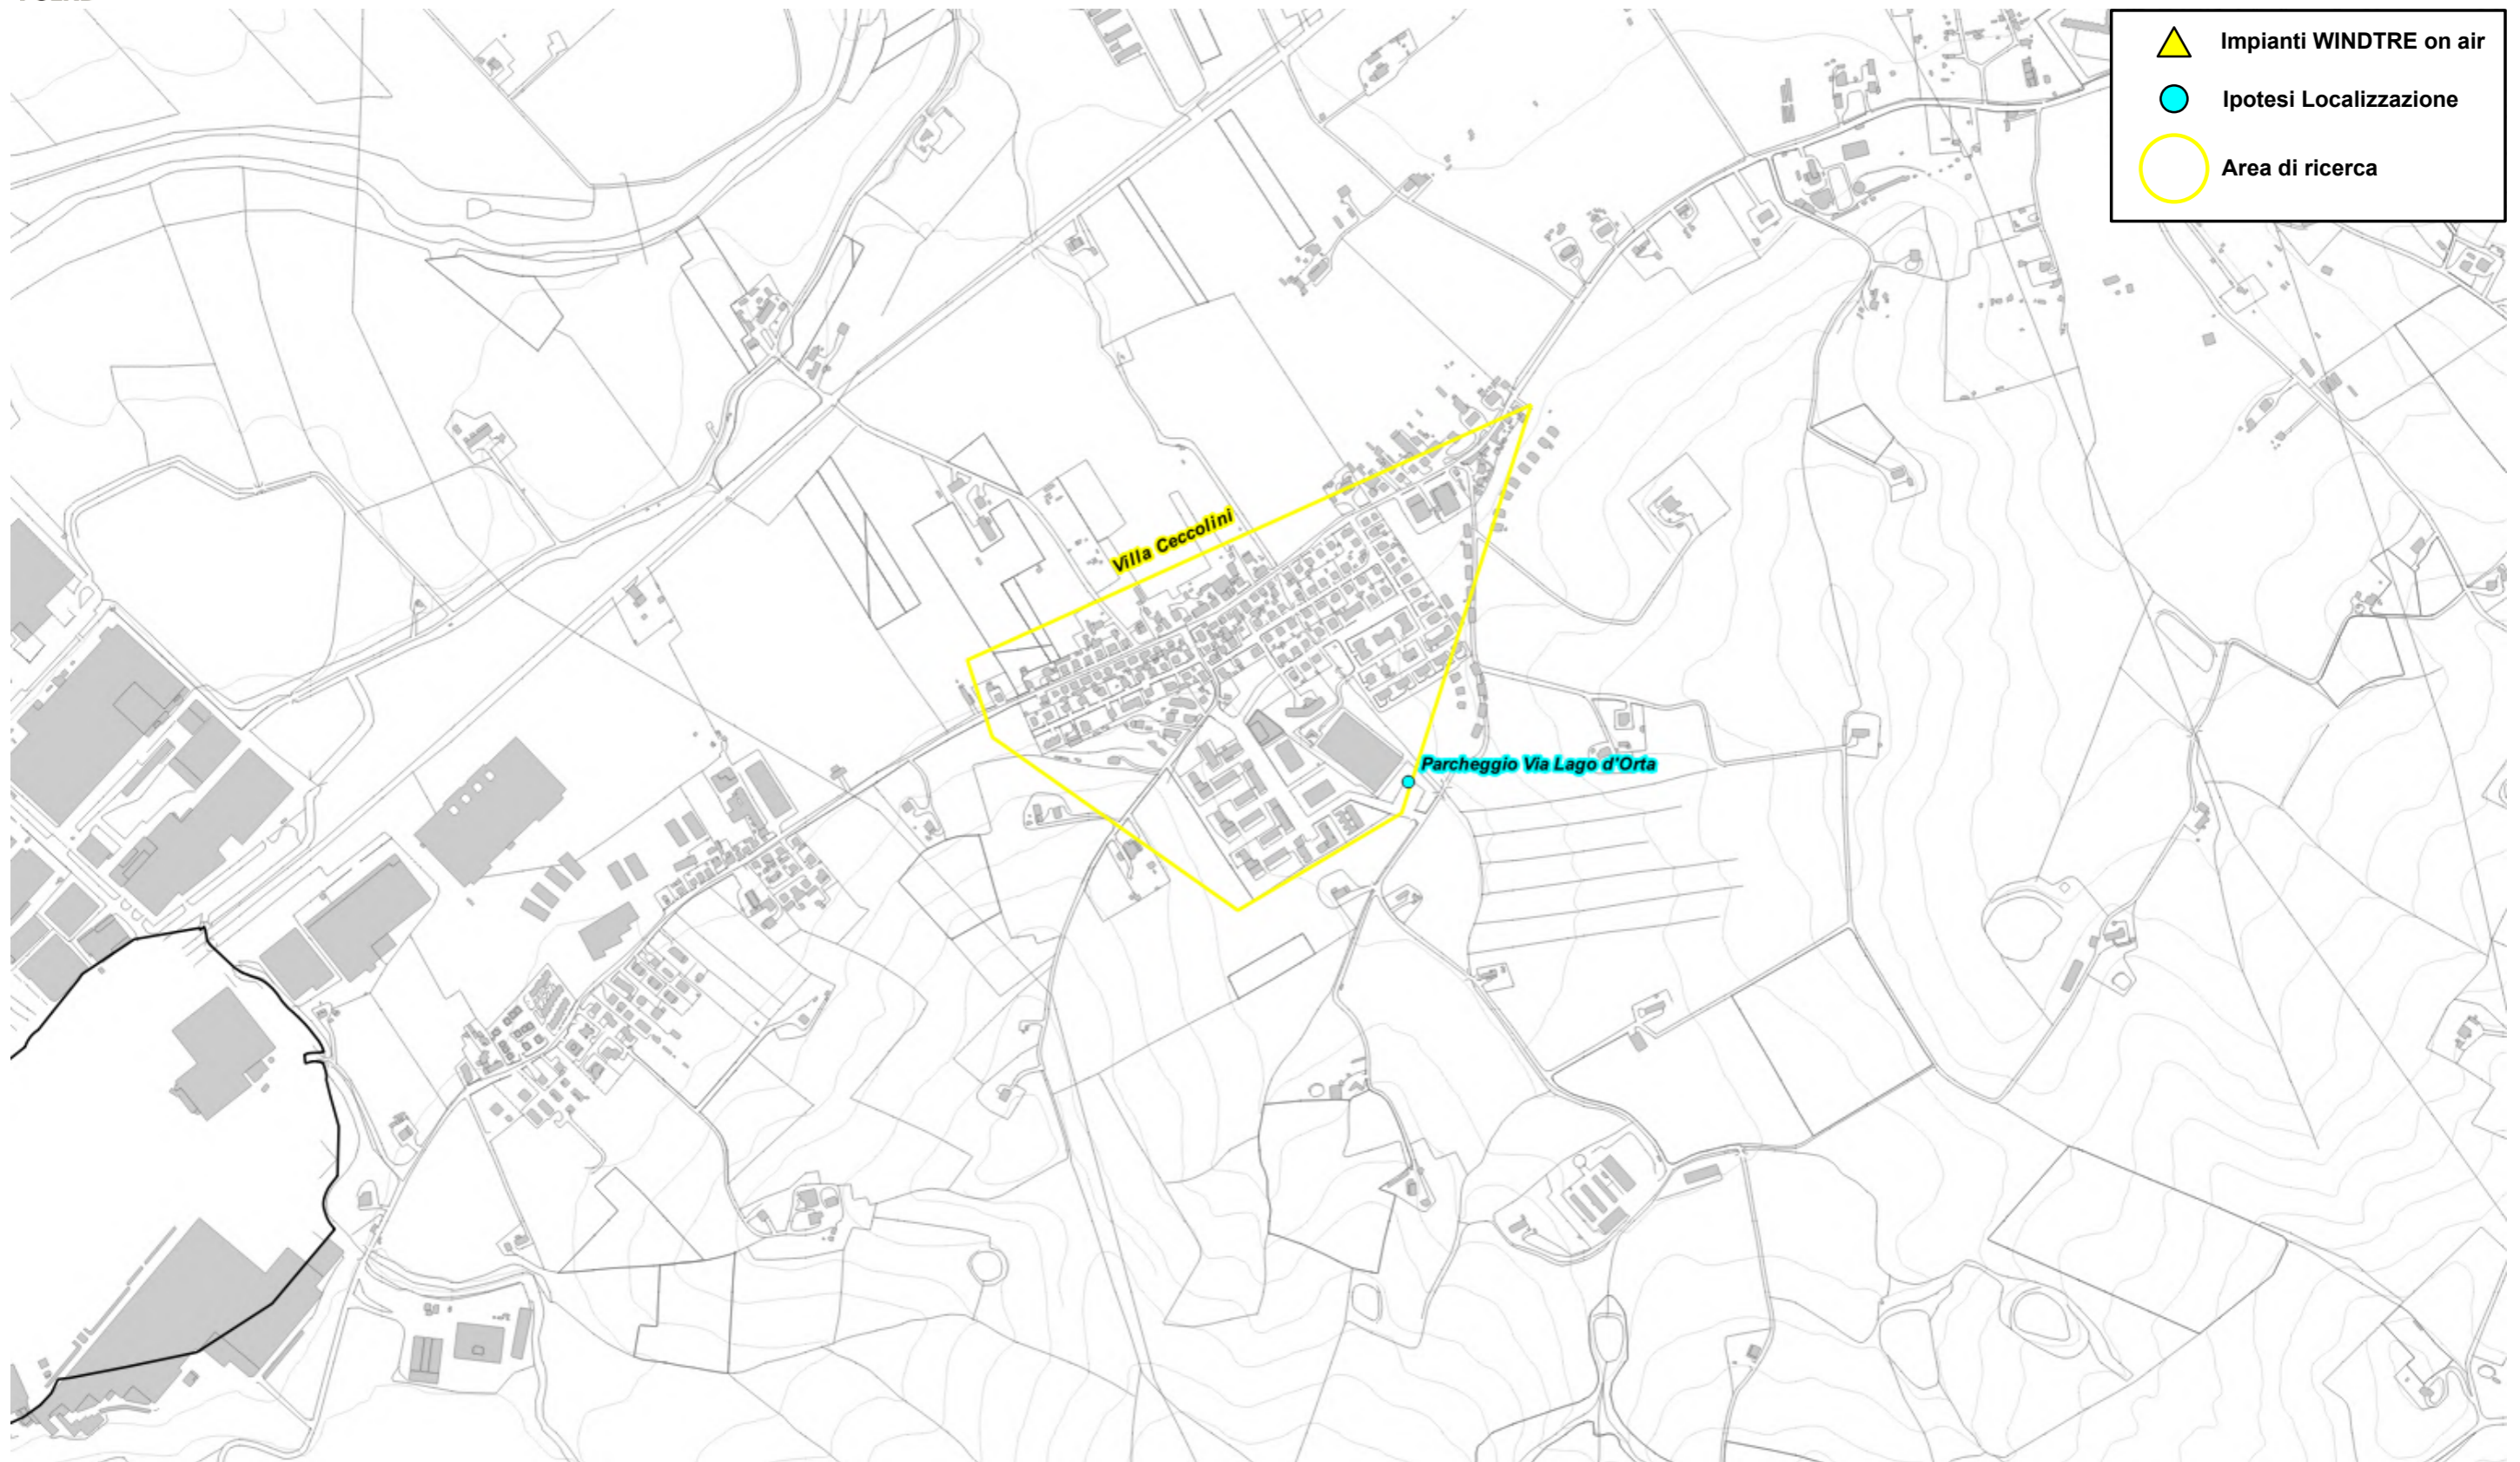 Impianti WINDTRE on air
Ipotesi Localizzazione
Area di ricerca
Villa Ceccolini
Parcheggio Via Lago d'Orta